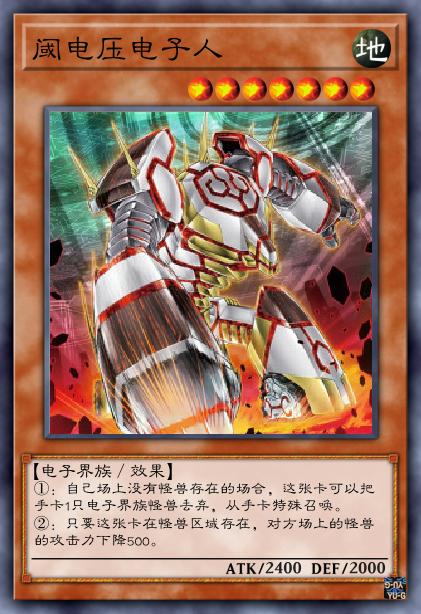 阈电压电子人
地
【电子界族/效果】
①：自己场上没有怪兽存在的场合，这张卡可以把
手卡1只电子界族怪兽丢弃，从手卡特殊召唤。
②：只要这张卡在怪兽区域存在，对方场上的怪兽
的攻击力下降500。
ATK/2400 DEF/2000